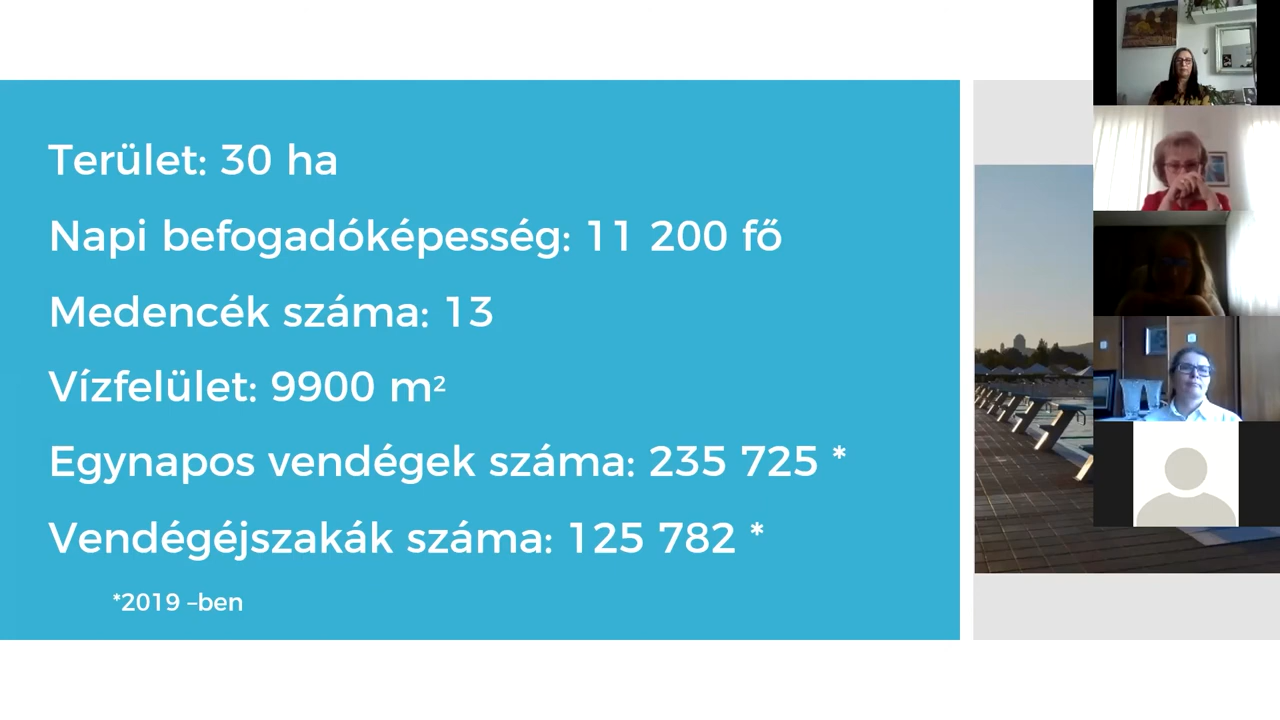 Terület: 30 ha
Napi befogadóképesség: 11 200 fő
Medencék száma: 13
Vízfelület: 9900 m²
Egynapos vendégek száma: 235 725 *
Vendégéjszakák száma: 125 782 *
*2019 –ben